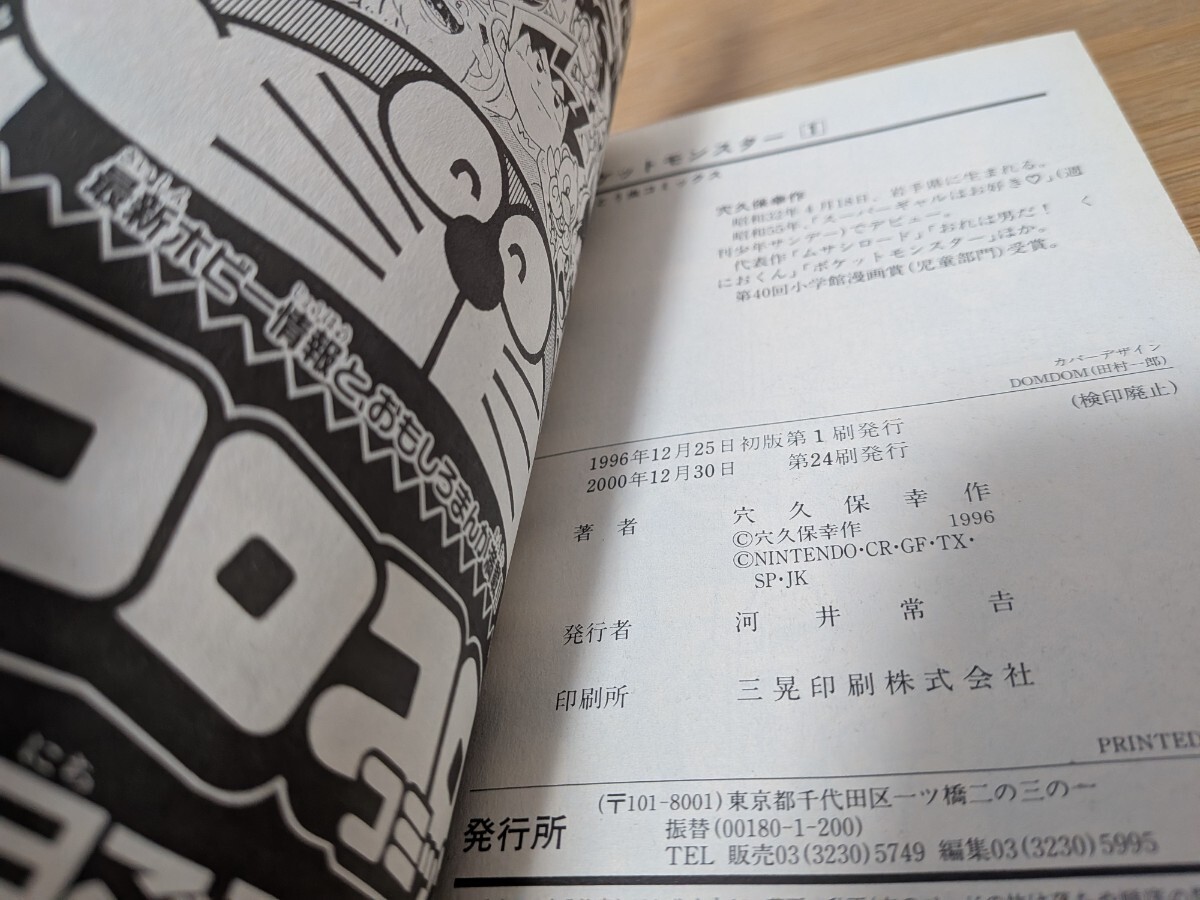 最新ホビー情報と、おもしろまんが
コロコロ
コミッ
ケットモンスター 1
とう虫コミックス
穴久保幸作
昭和32年4月18日、岩手県に生まれる。
昭和55年、「スーパーギャルはお好き♡」(週
刊少年サンデー)でデビュー。
代表作「ムサシロード」「おれは男だ! く
におくん」「ポケットモンスター」ほか。
第40回小学館漫画賞(児童部門)受賞。
カバーデザイン
DOMDOM(田村一郎)
(検印廃止)
1996年12月25日初版第1刷発行
2000年12月30日 第24刷発行
著者 穴久保幸作
©穴久保幸作 1996
©NINTENDO・CR・GF・TX・
SP・JK
発行者 河井常吉
印刷所 三晃印刷株式会社
PRINTED
発行所 (〒101-8001)東京都千代田区一ツ橋二の三の一
振替(00180-1-200)
TEL 販売03(3230)5749 編集03(3230)5995